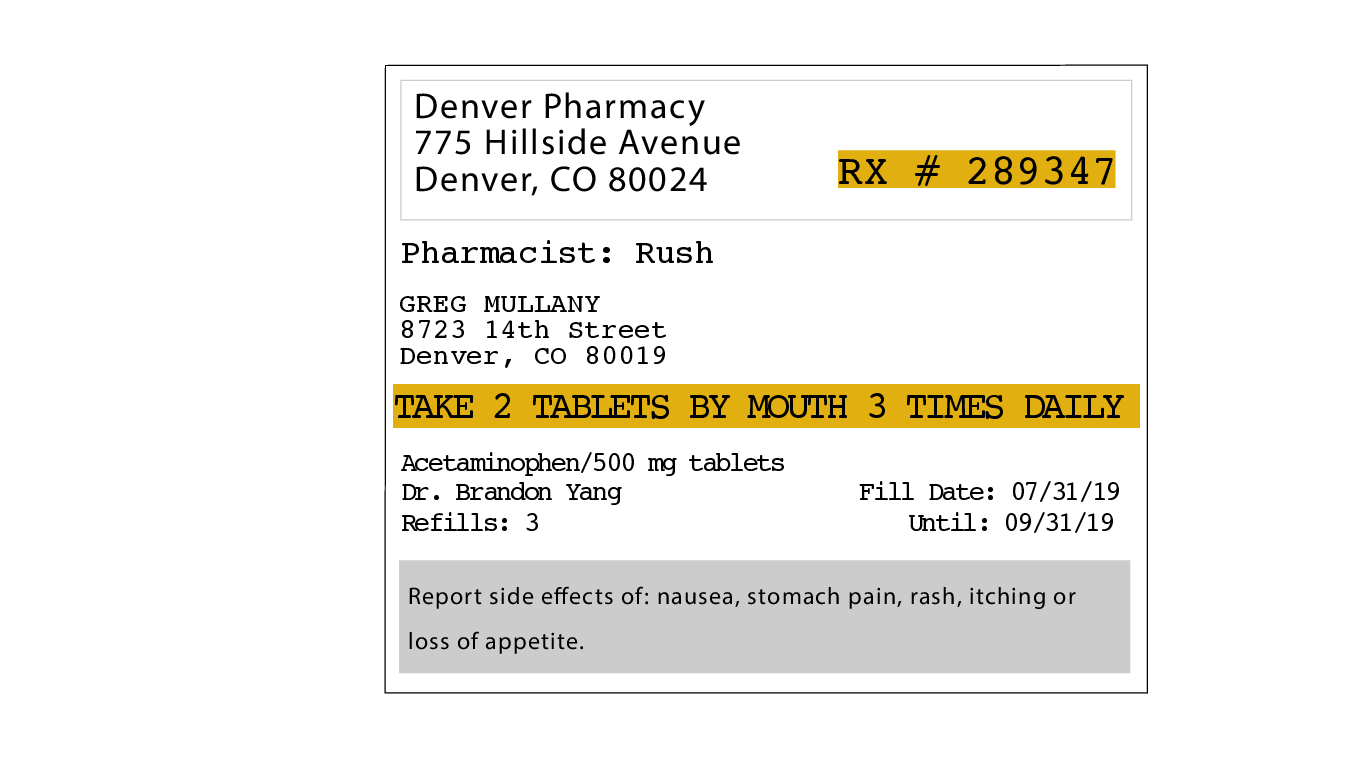 Denver Pharmacy
775 Hillside Avenue
Denver, CO 80024
RX # 289347
Pharmacist: Rush
GREG MULLANY
8723 14th Street
Denver, CO 80019
TAKE 2 TABLETS BY MOUTH 3 TIMES DAILY
Acetaminophen/500 mg tablets
Dr. Brandon Yang
Fill Date: 07/31/19
Refills: 3
Until: 09/31/19
Report side effects of: nausea, stomach pain, rash, itching or
loss of appetite.